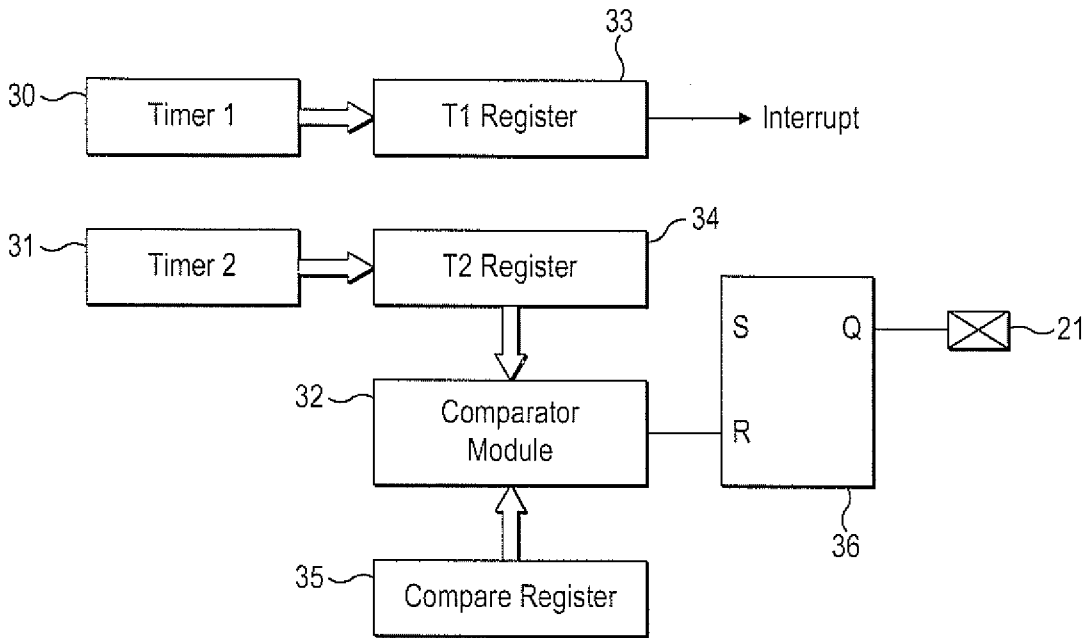 33
30
Timer 1
T1 Register
Interrupt
34
31
Timer 2
T2 Register
S
Q
21
32
Comparator
Module
R
36
35
Compare Register